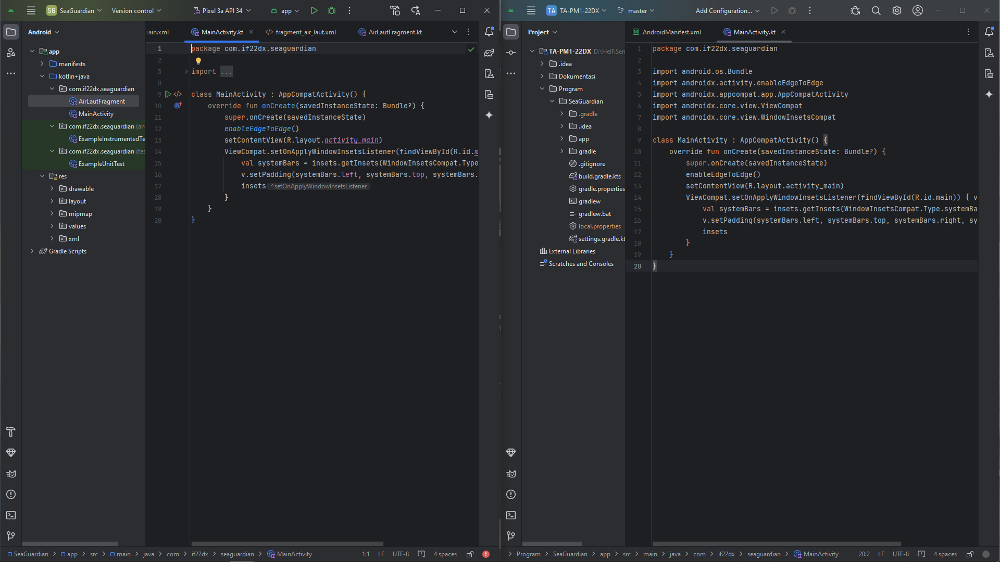 SG SeaGuardian Version control Pixel 3a API 34 app
Android
app
manifests
kotlin+java
com.if22dx.seaguardian
AirLautFragment
MainActivity
com.if22dx.seaguardian (an
ExampleInstrumentedTe
com.if22dx.seaguardian (tes
ExampleUnitTest
res
drawable
layout
mipmap
values
xml
Gradle Scripts
ain.xml MainActivity.kt fragment_air_laut.xml AirLautFragment.kt
1 package com.if22dx.seaguardian
2
3 import ...
8
9 class MainActivity : AppCompatActivity() {
10 override fun onCreate(savedInstanceState: Bundle?) {
11 super.onCreate(savedInstanceState)
12 enableEdgeToEdge()
13 setContentView(R.layout.activity_main)
14 ViewCompat.setOnApplyWindowInsetsListener(findViewById(R.id.m
15 val systemBars = insets.getInsets(WindowInsetsCompat.Type
16 v.setPadding(systemBars.left, systemBars.top, systemBars.
17 insets ^setOnApplyWindowInsetsListener
18 }
19 }
20 }
SeaGuardian > app > src > main > java > com > if22dx > seaguardian > MainActivity 1:1 LF UTF-8 4 spaces
TA TA-PM1-22DX master Add Configuration...
Project
TA-PM1-22DX D:\Hell\Sen
.idea
Dokumentasi
Program
SeaGuardian
.gradle
.idea
app
gradle
.gitignore
build.gradle.kts
gradle.properties
gradlew
gradlew.bat
local.properties
settings.gradle.kt
External Libraries
Scratches and Consoles
AndroidManifest.xml MainActivity.kt
1 package com.if22dx.seaguardian
2
3 import android.os.Bundle
4 import androidx.activity.enableEdgeToEdge
5 import androidx.appcompat.app.AppCompatActivity
6 import androidx.core.view.ViewCompat
7 import androidx.core.view.WindowInsetsCompat
8
9 class MainActivity : AppCompatActivity() {
10 override fun onCreate(savedInstanceState: Bundle?) {
11 super.onCreate(savedInstanceState)
12 enableEdgeToEdge()
13 setContentView(R.layout.activity_main)
14 ViewCompat.setOnApplyWindowInsetsListener(findViewById(R.id.main)) { v
15 val systemBars = insets.getInsets(WindowInsetsCompat.Type.systemBa
16 v.setPadding(systemBars.left, systemBars.top, systemBars.right, sy
17 insets
18 }
19 }
20 }
> Program > SeaGuardian > app > src > main > java > com > if22dx > seaguardian > MainActivity 20:2 LF UTF-8 4 spaces